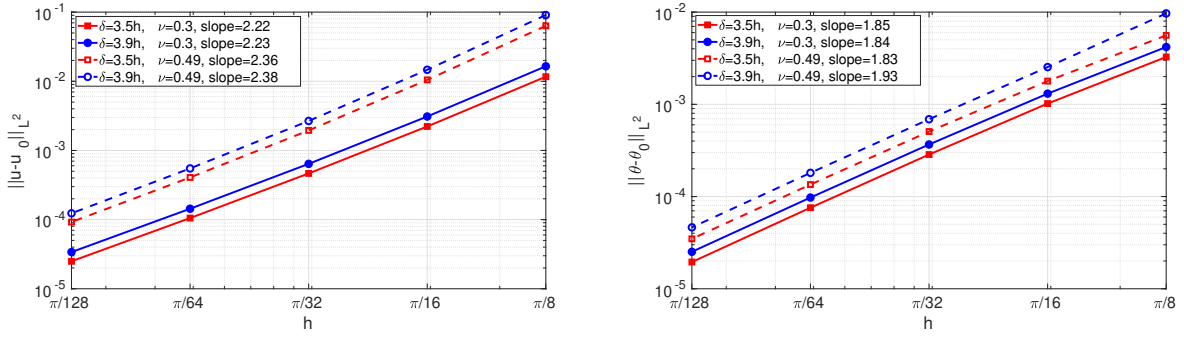 δ=3.5h, ν=0.3, slope=2.22
δ=3.9h, ν=0.3, slope=2.23
δ=3.5h, ν=0.49, slope=2.36
δ=3.9h, ν=0.49, slope=2.38
10^-1
10^-2
10^-3
10^-4
10^-5
||u-u_0||_L^2
π/128
π/64
π/32
π/16
π/8
h
δ=3.5h, ν=0.3, slope=1.85
δ=3.9h, ν=0.3, slope=1.84
δ=3.5h, ν=0.49, slope=1.83
δ=3.9h, ν=0.49, slope=1.93
10^-2
10^-3
10^-4
10^-5
||θ-θ_0||_L^2
π/128
π/64
π/32
π/16
π/8
h